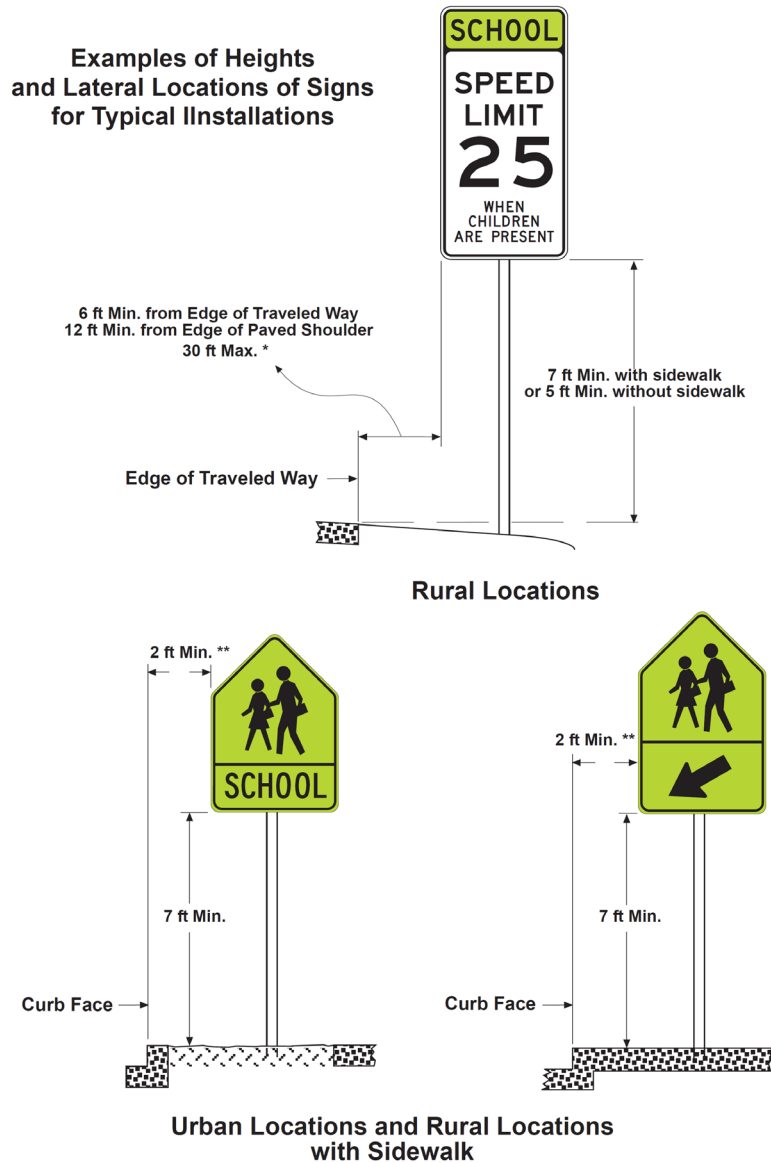 Examples of Heights
and Lateral Locations of Signs
for Typical IInstallations
SCHOOL
SPEED
LIMIT
25
WHEN
CHILDREN
ARE PRESENT
6 ft Min. from Edge of Traveled Way
12 ft Min. from Edge of Paved Shoulder
30 ft Max. *
7 ft Min. with sidewalk
or 5 ft Min. without sidewalk
Edge of Traveled Way
Rural Locations
2 ft Min. **
SCHOOL
7 ft Min.
Curb Face
2 ft Min. **
7 ft Min.
Curb Face
Urban Locations and Rural Locations
with Sidewalk